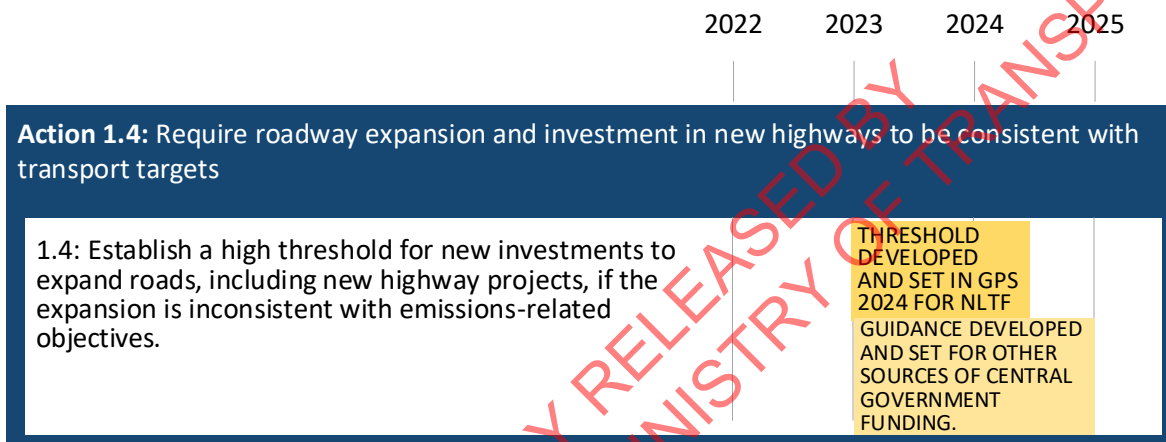 2022 2023 2024 2025
Action 1.4: Require roadway expansion and investment in new highways to be consistent with
transport targets
1.4: Establish a high threshold for new investments to
expand roads, including new highway projects, if the
expansion is inconsistent with emissions-related
objectives.
THRESHOLD
DEVELOPED
AND SET IN GPS
2024 FOR NLTF
GUIDANCE DEVELOPED
AND SET FOR OTHER
SOURCES OF CENTRAL
GOVERNMENT
FUNDING.
RELEASED BY
OF